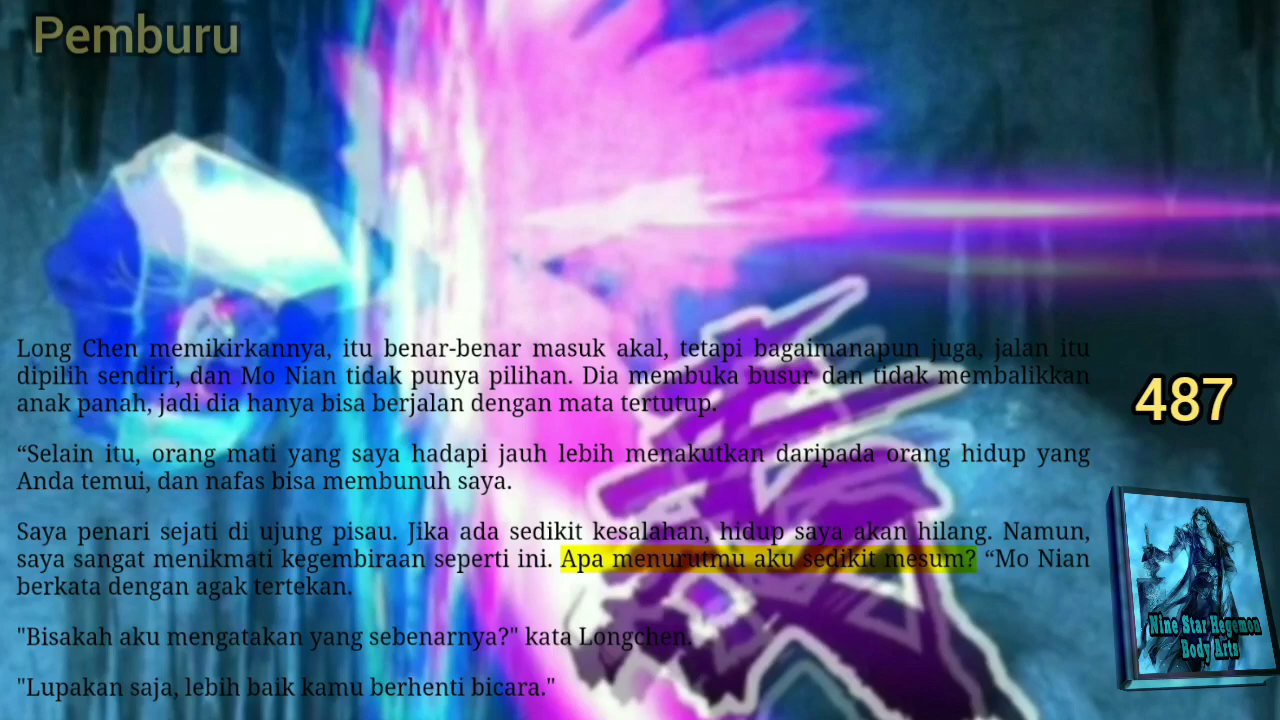 Pemburu
Long Chen memikirkannya, itu benar-benar masuk akal, tetapi bagaimanapun juga, jalan itu
dipilih sendiri, dan Mo Nian tidak punya pilihan. Dia membuka busur dan tidak membalikkan
anak panah, jadi dia hanya bisa berjalan dengan mata tertutup.
“Selain itu, orang mati yang saya hadapi jauh lebih menakutkan daripada orang hidup yang
Anda temui, dan nafas bisa membunuh saya.
Saya penari sejati di ujung pisau. Jika ada sedikit kesalahan, hidup saya akan hilang. Namun,
saya sangat menikmati kegembiraan seperti ini. Apa menurutmu aku sedikit mesum? “Mo Nian
berkata dengan agak tertekan.
"Bisakah aku mengatakan yang sebenarnya?" kata Longchen.
"Lupakan saja, lebih baik kamu berhenti bicara."
487
Nine Star Hegemon
Body Arts